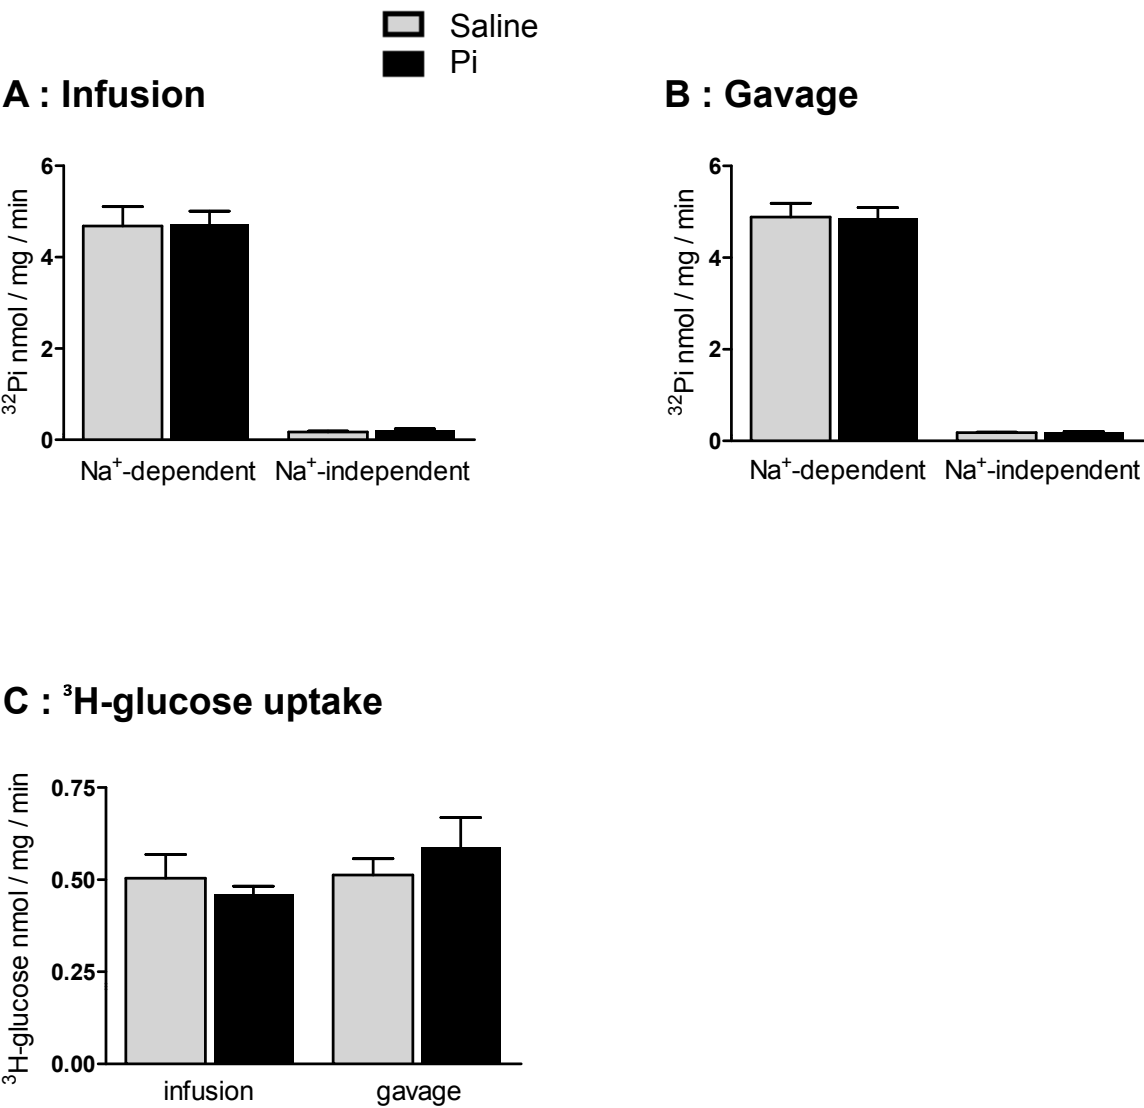 Saline
Pi
A : Infusion
B : Gavage
6
4
2
0
³²Pi nmol / mg / min
Na⁺-dependent Na⁺-independent
6
4
2
0
³²Pi nmol / mg / min
Na⁺-dependent Na⁺-independent
C : ³H-glucose uptake
0.75
0.50
0.25
0.00
³H-glucose nmol / mg / min
infusion gavage